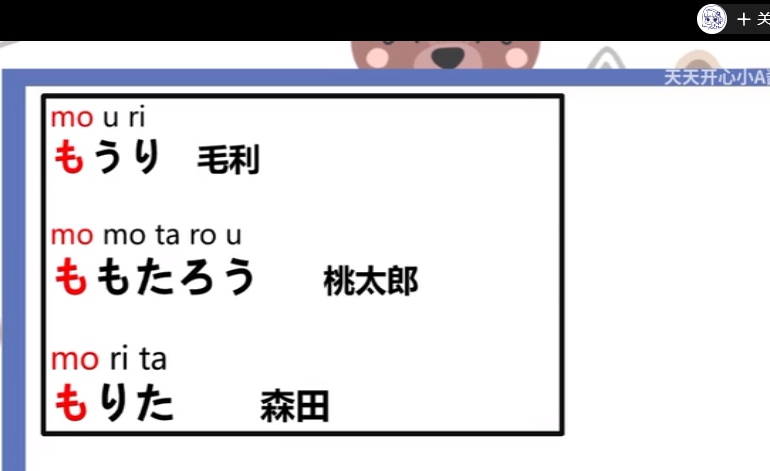 + 关
天天开心小A
mo u ri
もうり 毛利
mo mo ta ro u
ももたろう 桃太郎
mo ri ta
もりた 森田